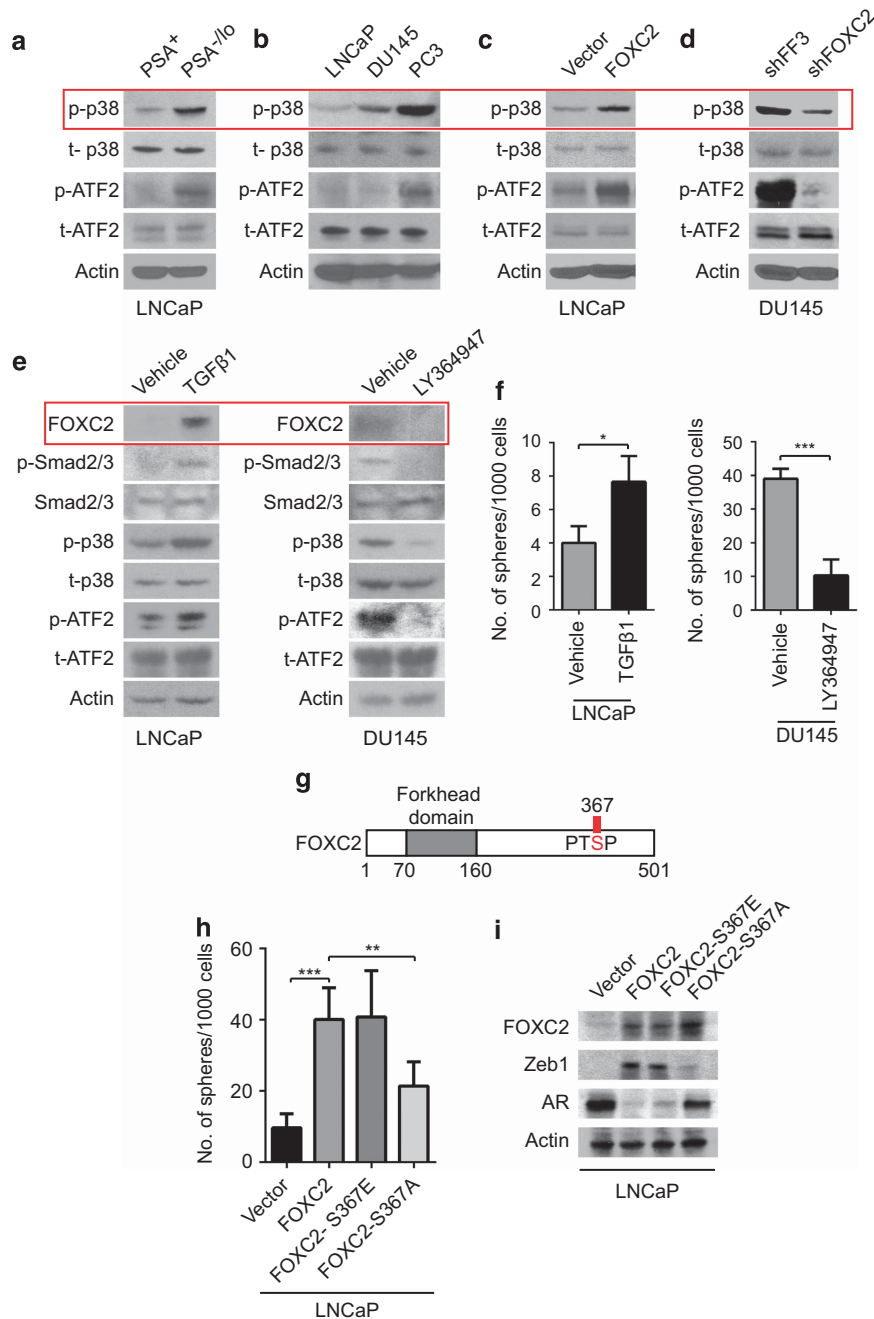 a
PSA+
PSA-/lo
p-p38
t- p38
p-ATF2
t-ATF2
Actin
LNCaP
b
LNCaP
DU145
PC3
p-p38
t- p38
p-ATF2
t-ATF2
Actin
c
Vector
FOXC2
p-p38
t-p38
p-ATF2
t-ATF2
Actin
LNCaP
d
shFF3
shFOXC2
p-p38
t-p38
p-ATF2
t-ATF2
Actin
DU145
e
Vehicle
TGFβ1
FOXC2
p-Smad2/3
Smad2/3
p-p38
t-p38
p-ATF2
t-ATF2
Actin
LNCaP
Vehicle
LY364947
FOXC2
p-Smad2/3
Smad2/3
p-p38
t-p38
p-ATF2
t-ATF2
Actin
DU145
f
No. of spheres/1000 cells
10
8
6
4
2
0
*
Vehicle
TGFβ1
LNCaP
No. of spheres/1000 cells
50
40
30
20
10
0
***
Vehicle
LY364947
DU145
g
Forkhead
domain
367
FOXC2
PTSP
1
70
160
501
h
No. of spheres/1000 cells
60
40
20
0
***
**
Vector
FOXC2
FOXC2- S367E
FOXC2-S367A
LNCaP
i
Vector
FOXC2
FOXC2-S367E
FOXC2-S367A
FOXC2
Zeb1
AR
Actin
LNCaP